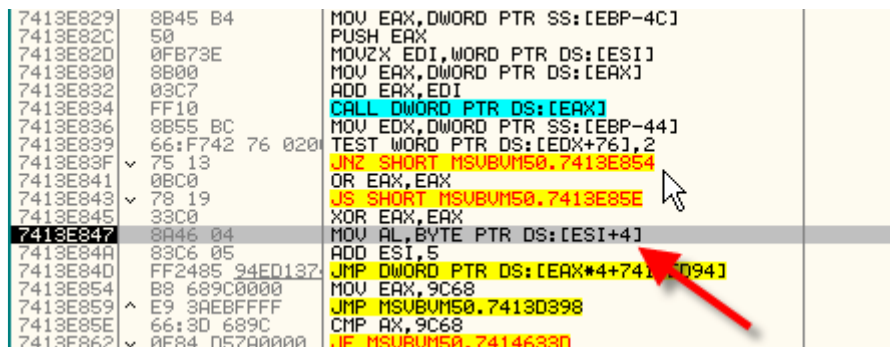 7413E829 8B45 B4 MOV EAX,DWORD PTR SS:[EBP-4C]
7413E82C 50 PUSH EAX
7413E82D 0FB73E MOVZX EDI,WORD PTR DS:[ESI]
7413E830 8B00 MOV EAX,DWORD PTR DS:[EAX]
7413E832 03C7 ADD EAX,EDI
7413E834 FF10 CALL DWORD PTR DS:[EAX]
7413E836 8B55 BC MOV EDX,DWORD PTR SS:[EBP-44]
7413E839 66:F742 76 020 TEST WORD PTR DS:[EDX+76],2
7413E83F 75 13 JNZ SHORT MSVBVM50.7413E854
7413E841 0BC0 OR EAX,EAX
7413E843 78 19 JS SHORT MSVBVM50.7413E85E
7413E845 33C0 XOR EAX,EAX
7413E847 8A46 04 MOV AL,BYTE PTR DS:[ESI+4]
7413E84A 83C6 05 ADD ESI,5
7413E84D FF2485 94ED137 JMP DWORD PTR DS:[EAX*4+741 ED94]
7413E854 B8 689C0000 MOV EAX,9C68
7413E859 ^ E9 3AEBFFFF JMP MSVBVM50.7413D398
7413E85E 66:3D 689C CMP AX,9C68
7413E862 0F84 D57A0000 JE MSVBVM50.7414633D